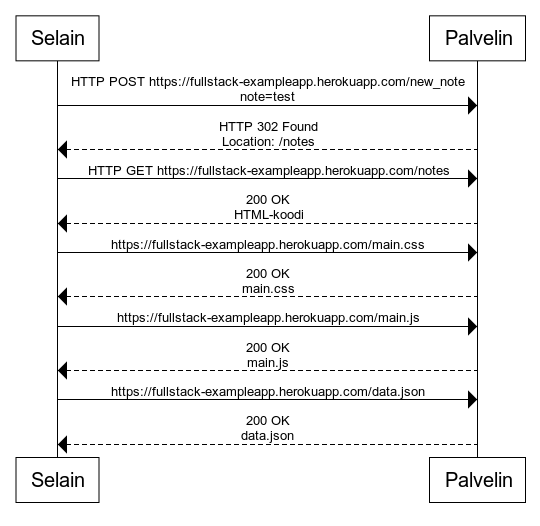 Selain
Palvelin
HTTP POST https://fullstack-exampleapp.herokuapp.com/new_note
note=test
HTTP 302 Found
Location: /notes
HTTP GET https://fullstack-exampleapp.herokuapp.com/notes
200 OK
HTML-koodi
https://fullstack-exampleapp.herokuapp.com/main.css
200 OK
main.css
https://fullstack-exampleapp.herokuapp.com/main.js
200 OK
main.js
https://fullstack-exampleapp.herokuapp.com/data.json
200 OK
data.json
Selain
Palvelin